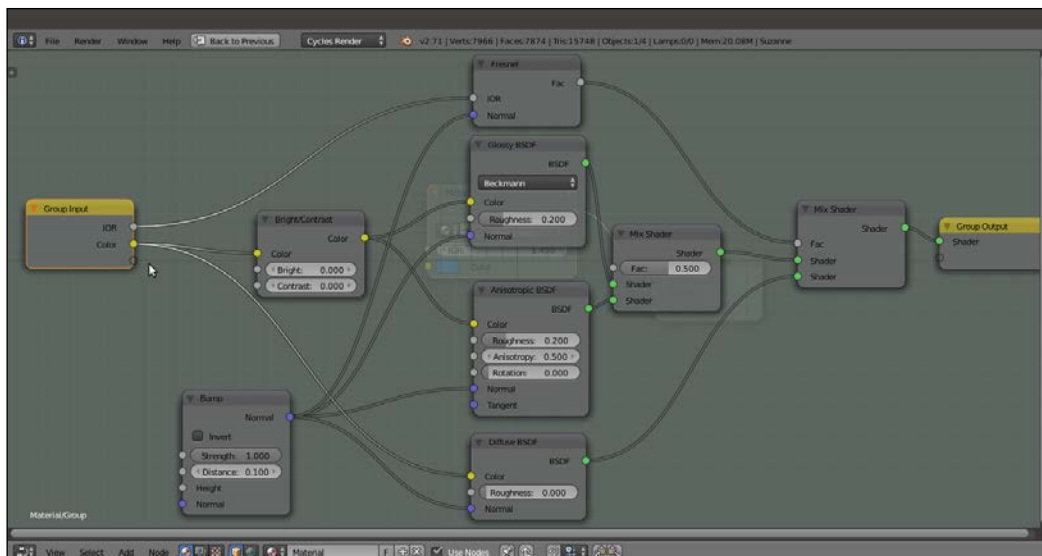 File Render Window Help Back to Previous Cycles Render v2.71 | Verts:7966 | Faces:7874 | Tris:15748 | Objects:1/4 | Lamps:0/0 | Mem:20.08M | Suzanne
Fresnel
Fac
IOR
Normal
Glossy BSDF
BSDF
Beckmann
Color
Roughness: 0.200
Normal
Group Input
IOR
Color
Bright/Contrast
Color
Color
Bright: 0.000
Contrast: 0.000
Mix Shader
Shader
Fac: 0.500
Shader
Shader
Mix Shader
Shader
Fac
Shader
Shader
Group Output
Shader
Anisotropic BSDF
BSDF
Color
Roughness: 0.200
Anisotropy: 0.500
Rotation: 0.000
Normal
Tangent
Bump
Normal
Invert
Strength: 1.000
Distance: 0.100
Height
Normal
Diffuse BSDF
BSDF
Color
Roughness: 0.000
Normal
Material/Group
View Select Add Node Material F Use Nodes